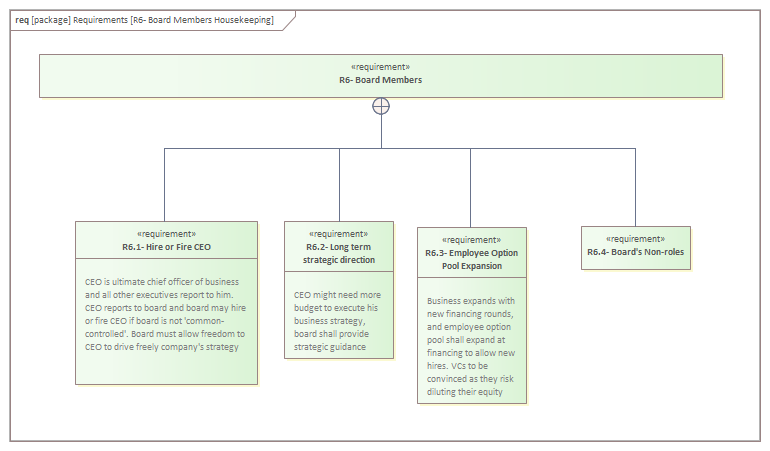 req [package] Requirements [R6- Board Members Housekeeping]
«requirement»
R6- Board Members
«requirement»
R6.1- Hire or Fire CEO
CEO is ultimate chief officer of business
and all other executives report to him.
CEO reports to board and board may hire
or fire CEO if board is not 'common-
controlled'. Board must allow freedom to
CEO to drive freely company's strategy
«requirement»
R6.2- Long term
strategic direction
CEO might need more
budget to execute his
business strategy,
board shall provide
strategic guidance
«requirement»
R6.3- Employee Option
Pool Expansion
Business expands with
new financing rounds,
and employee option
pool shall expand at
financing to allow new
hires. VCs to be
convinced as they risk
diluting their equity
«requirement»
R6.4- Board's Non-roles